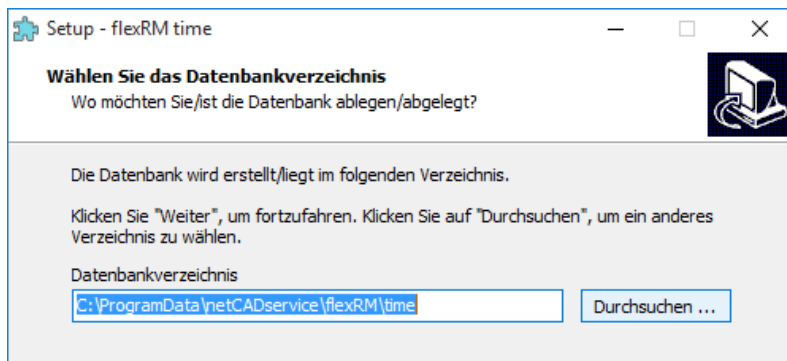 Setup - flexRM time
Wählen Sie das Datenbankverzeichnis
Wo möchten Sie/ist die Datenbank ablegen/abgelegt?
Die Datenbank wird erstellt/liegt im folgenden Verzeichnis.
Klicken Sie "Weiter", um fortzufahren. Klicken Sie auf "Durchsuchen", um ein anderes
Verzeichnis zu wählen.
Datenbankverzeichnis
C:\ProgramData\netCADservice\flexRM\time
Durchsuchen ...